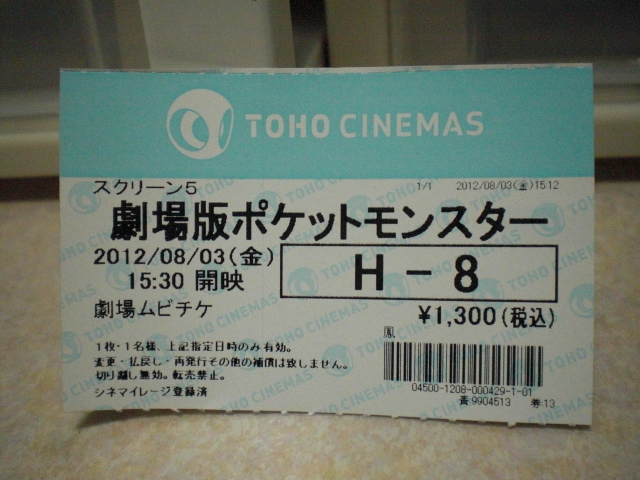 TOHO CINEMAS
スクリーン5
1/1 2012/08/03(金)15:12
劇場版ポケットモンスター
2012/08/03(金)
15:30 開映
H - 8
劇場ムビチケ
¥1,300(税込)
1枚・1名様、上記指定日時のみ有効。
変更・払戻し・再発行その他の補償は致しません。
切り離し無効。転売禁止。
シネマイレージ登録済
04500-1208-000429-1-01
9904513 券13